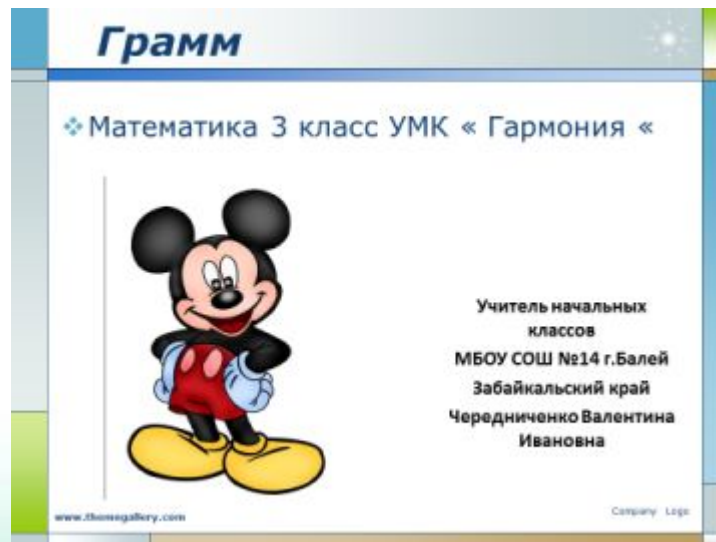 Грамм
Математика 3 класс УМК « Гармония «
Учитель начальных
классов
МБОУ СОШ №14 г.Балей
Забайкальский край
Чередниченко Валентина
Ивановна
www.themegallery.com
Company Logo